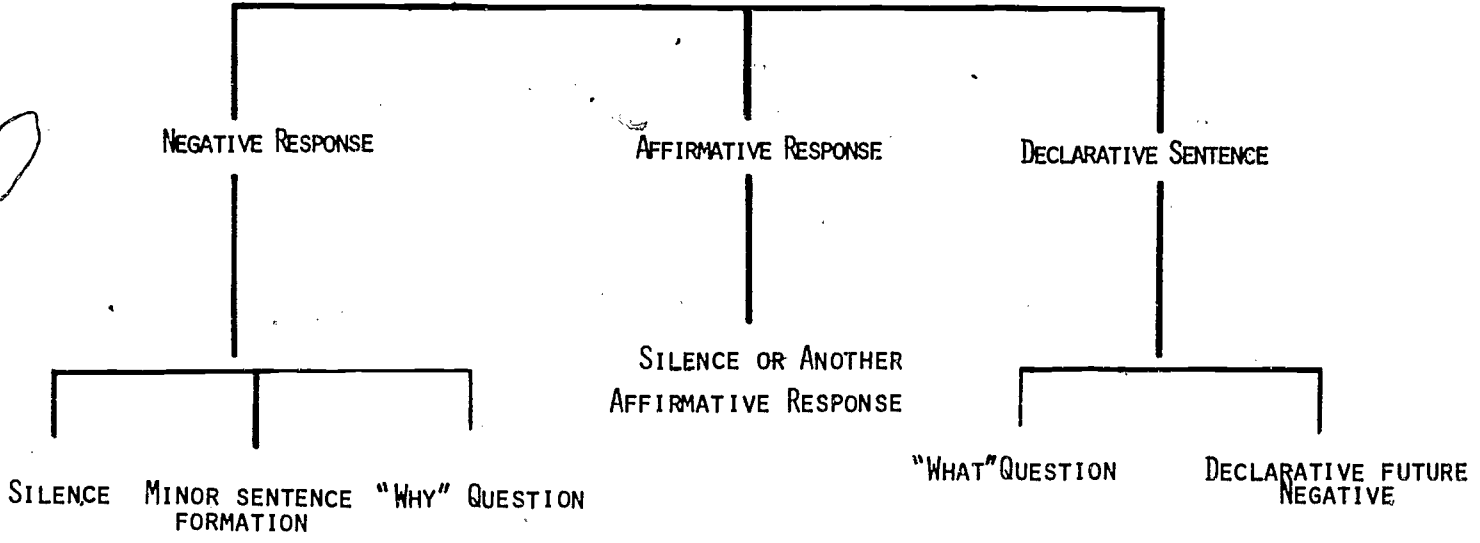 NEGATIVE RESPONSE
AFFIRMATIVE RESPONSE
DECLARATIVE SENTENCE
SILENCE OR ANOTHER
AFFIRMATIVE RESPONSE
SILENCE
MINOR SENTENCE
FORMATION
"WHY" QUESTION
"WHAT" QUESTION
DECLARATIVE FUTURE
NEGATIVE